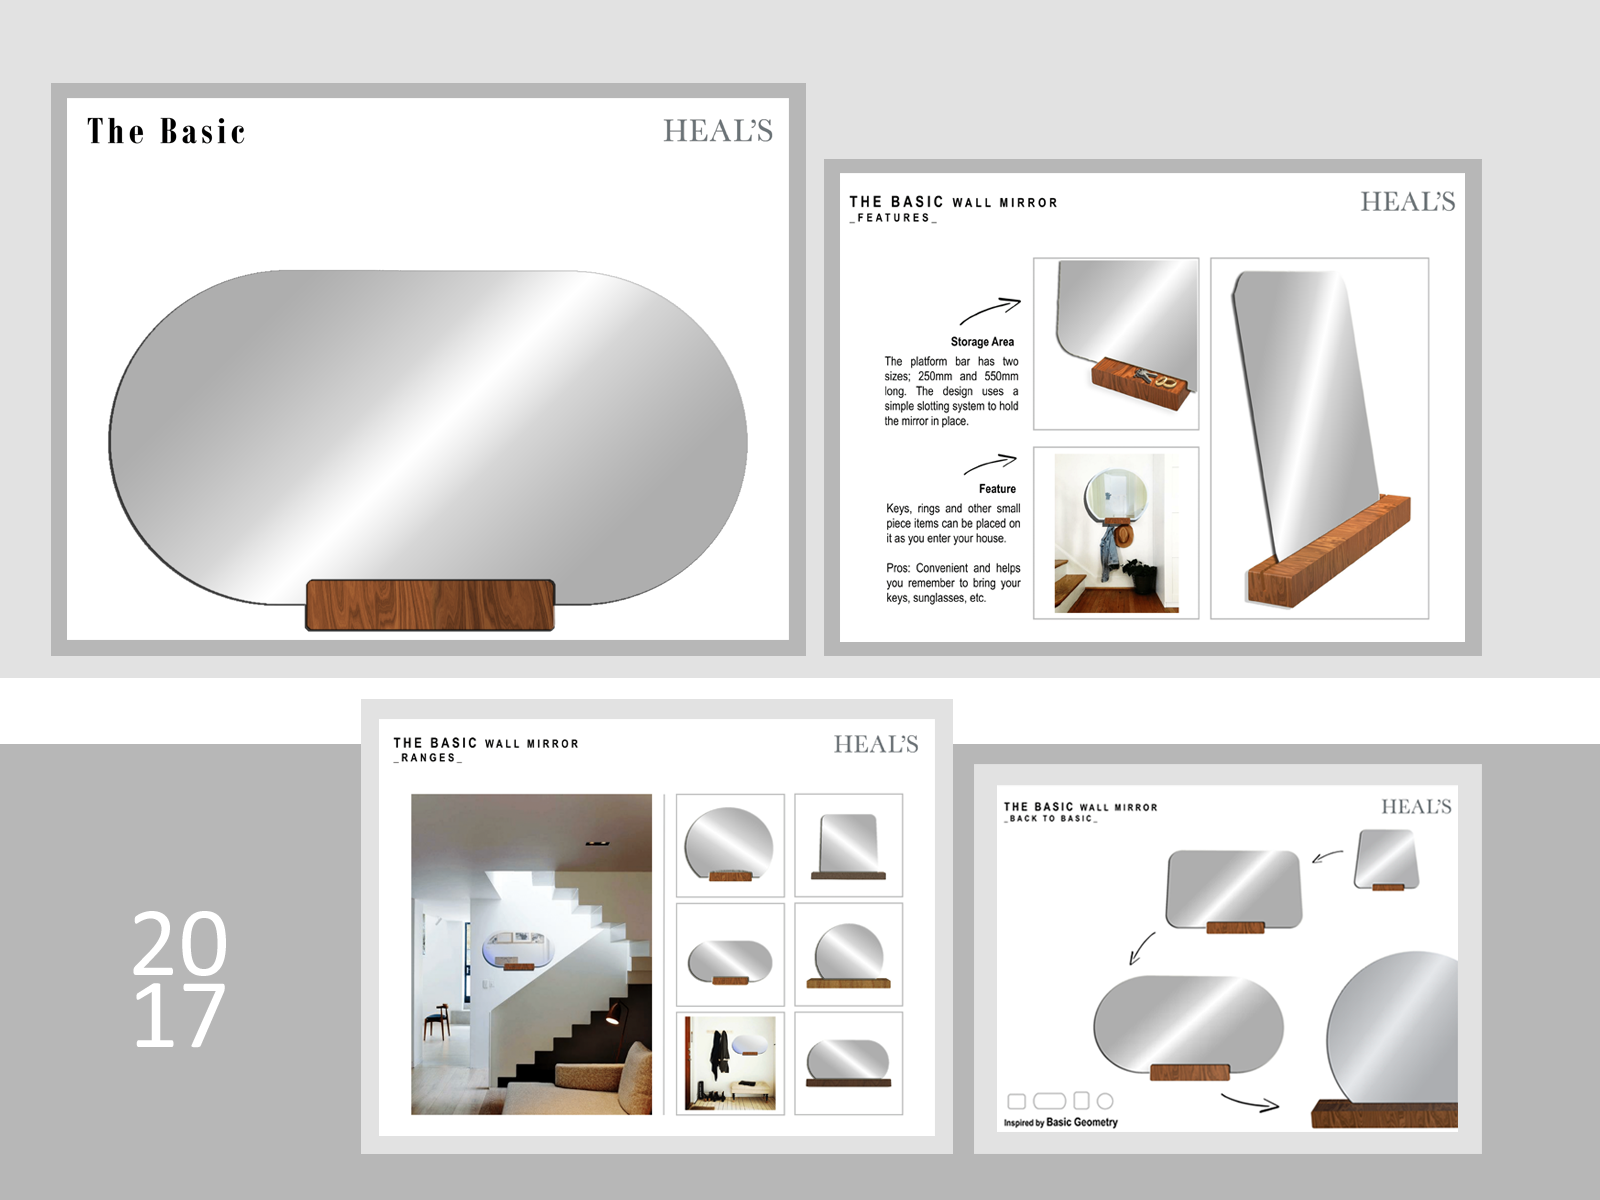 The Basic
HEAL'S
THE BASIC WALL MIRROR
_FEATURES_
HEAL'S
Storage Area
The platform bar has two
sizes; 250mm and 550mm
long. The design uses a
simple slotting system to hold
the mirror in place.
Feature
Keys, rings and other small
piece items can be placed on
it as you enter your house.
Pros: Convenient and helps
you remember to bring your
keys, sunglasses, etc.
THE BASIC WALL MIRROR
_RANGES_
HEAL'S
THE BASIC WALL MIRROR
_BACK TO BASIC_
HEAL'S
Inspired by Basic Geometry
20
17